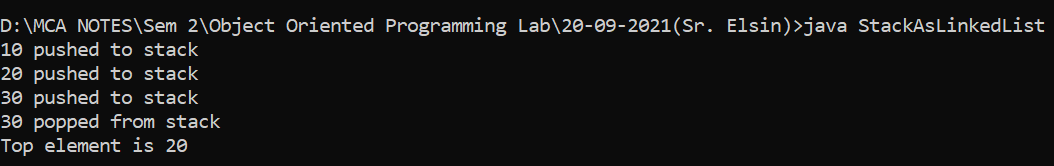 D:\MCA NOTES\Sem 2\Object Oriented Programming Lab\20-09-2021(Sr. Elsin)>java StackAsLinkedList
10 pushed to stack
20 pushed to stack
30 pushed to stack
30 popped from stack
Top element is 20